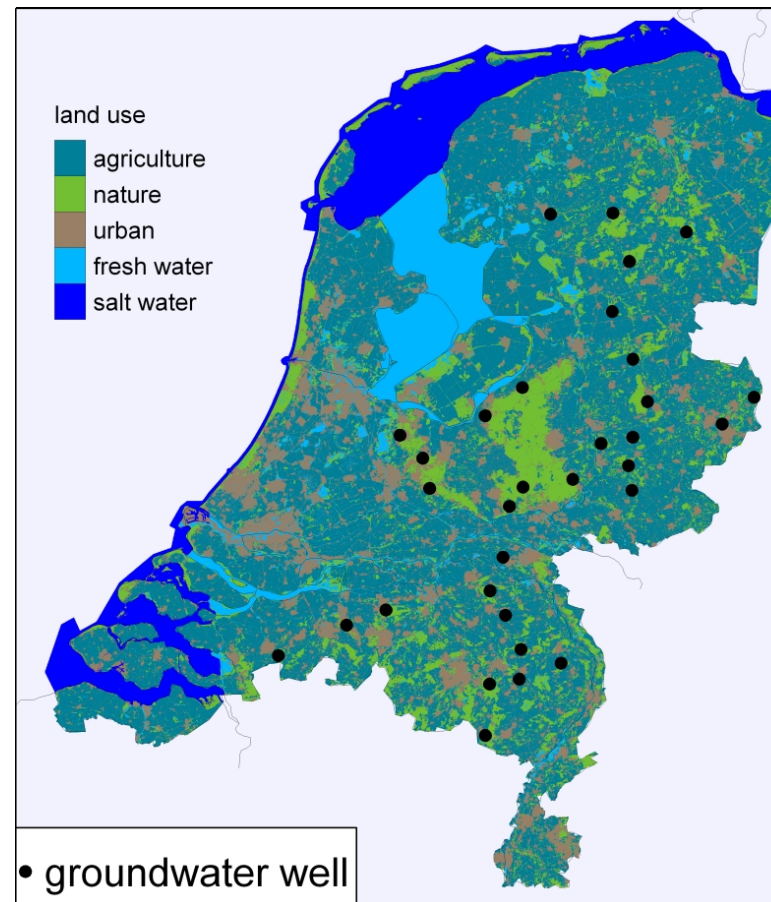 land use
agriculture
nature
urban
fresh water
salt water
groundwater well